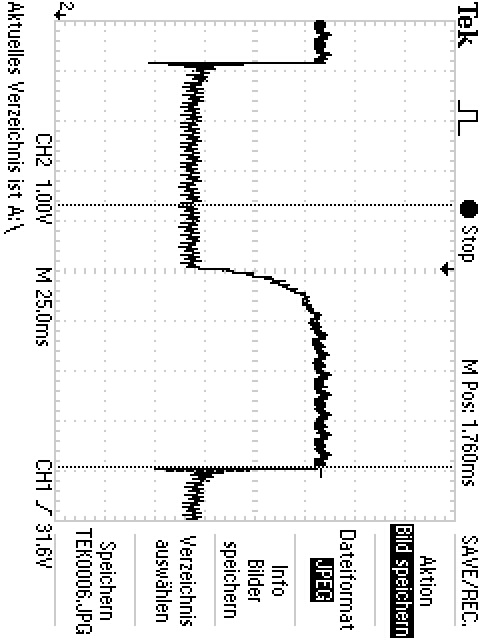 Tek
Stop
M Pos: 1.760ms
SAVE/REC.
Aktion
Bild speichern
Dateiformat
JPEG
Info
Bilder
speichern
Verzeichnis
auswählen
Speichern
TEK0006.JPG
2
CH2 1.00V
M 25.0ms
CH1 / 31.6V
Aktuelles Verzeichnis ist A:\